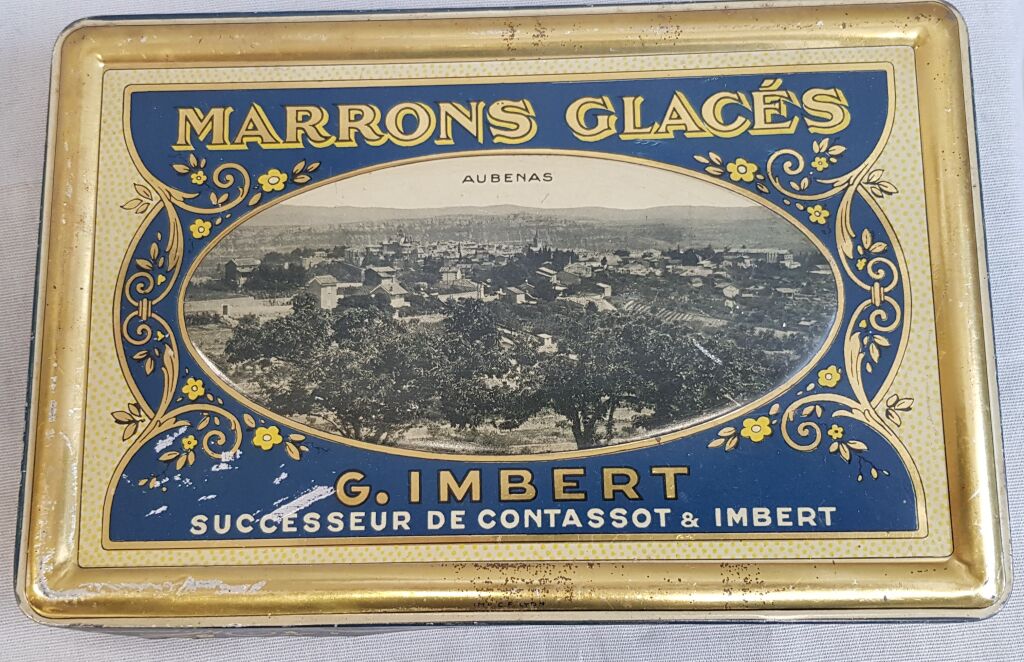 MARRONS GLACÉS
AUBENAS
G. IMBERT
SUCCESSEUR DE CONTASSOT & IMBERT